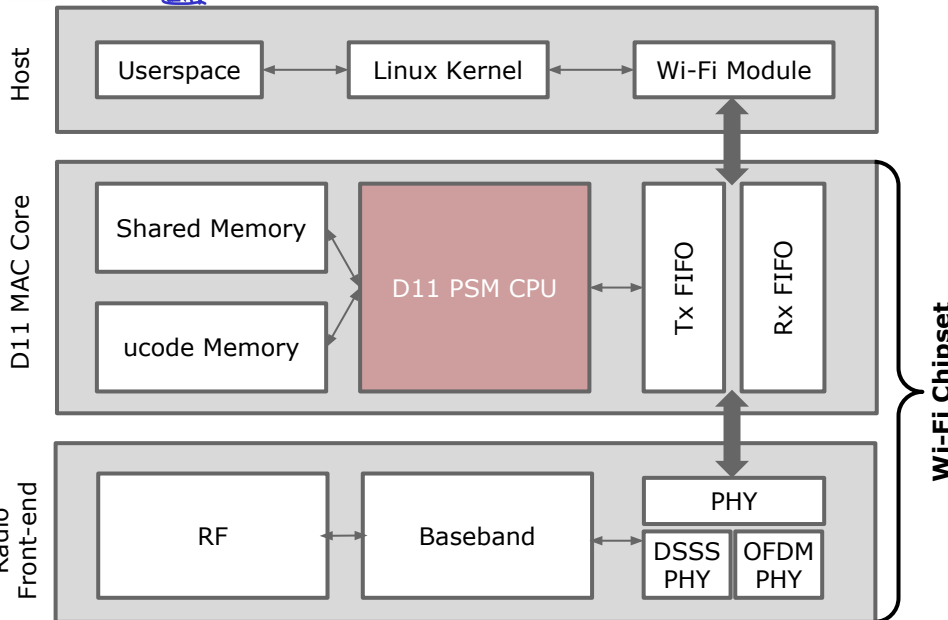 Host
Userspace
Linux Kernel
Wi-Fi Module
D11 MAC Core
Shared Memory
ucode Memory
D11 PSM CPU
Tx FIFO
Rx FIFO
Wi-Fi Chipset
Radio
Front-end
RF
Baseband
PHY
DSSS
PHY
OFDM
PHY